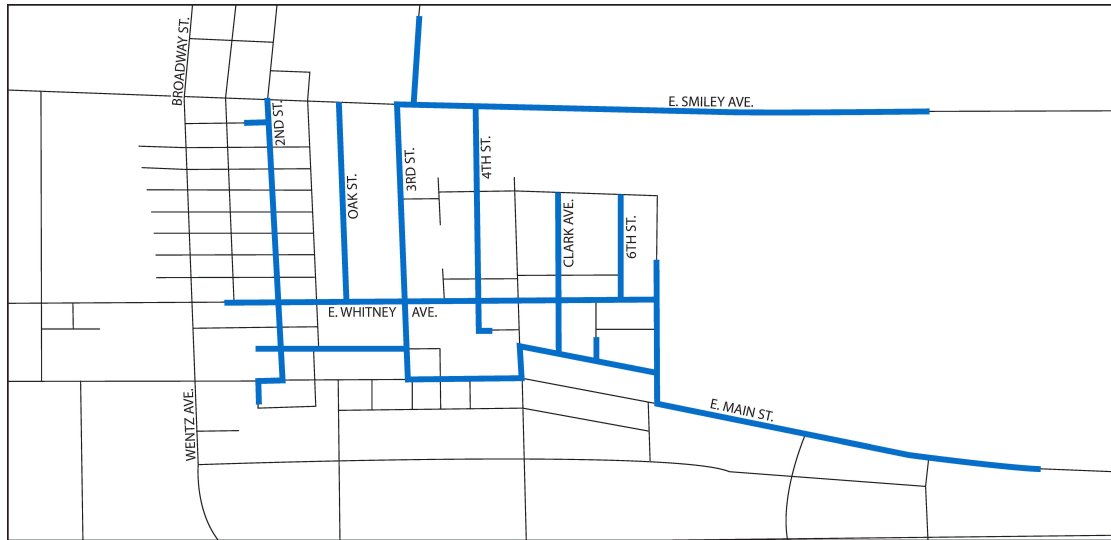 BROADWAY ST.
E. SMILEY AVE.
2ND ST.
OAK ST.
3RD ST.
4TH ST.
CLARK AVE.
6TH ST.
E. WHITNEY AVE.
WENTZ AVE.
E. MAIN ST.